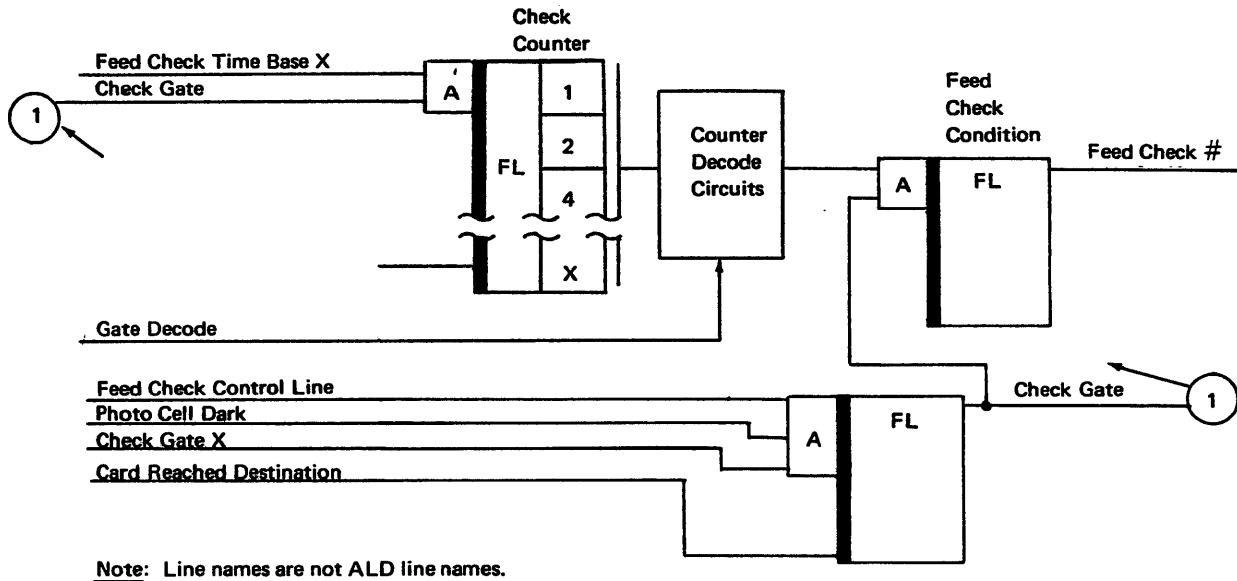 Check
Counter
Feed Check Time Base X
Check Gate
1
A
FL
1
2
4
X
Counter
Decode
Circuits
Feed
Check
Condition
A
FL
Feed Check #
Gate Decode
Feed Check Control Line
Photo Cell Dark
Check Gate X
Card Reached Destination
A
FL
Check Gate
1
Note: Line names are not ALD line names.